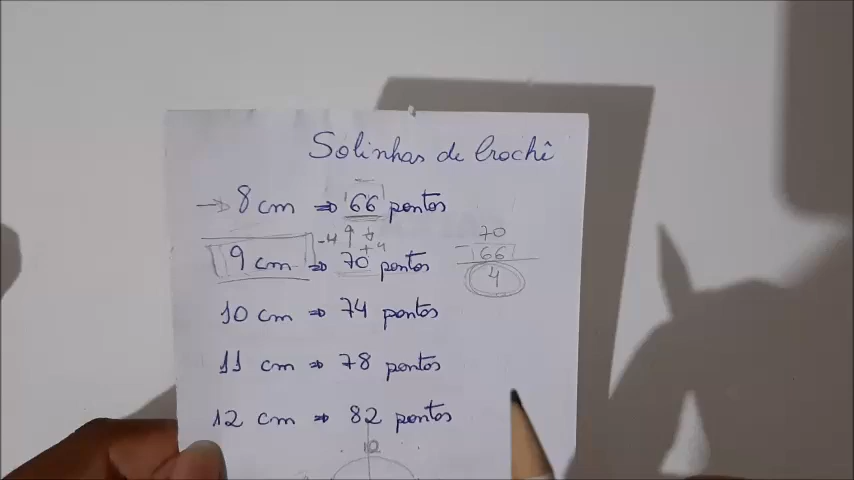 Solinhas de Crochê
8 cm ⇒ 66 pontos
-4 ↑ +
+4
70
- 66
4
9 cm ⇒ 70 pontos
10 cm ⇒ 74 pontos
11 cm ⇒ 78 pontos
12 cm ⇒ 82 pontos
12